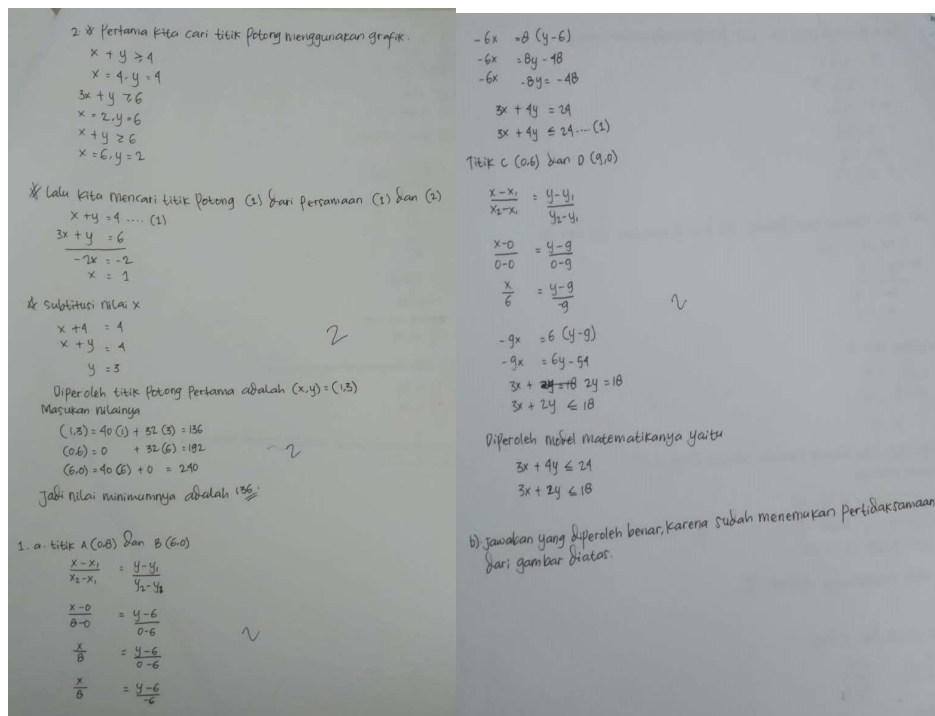 2. * Pertama kita cari titik Potong menggunakan grafik.
x + y ≥ 4
x = 4, y = 4
3x + y ≥ 6
x = 2, y = 6
x + y ≥ 6
x = 6, y = 2
* Lalu kita mencari titik Potong (1) dari Persamaan (1) dan (2)
x + y = 4 .... (1)
3x + y = 6
-2x = -2
x = 1
* Subtitusi nilai x
x + 4 = 4
x + y = 4
y = 3
2
Diperoleh titik Potong Pertama adalah (x,y) = (1,3)
Masukan nilainya
(1,3) = 40 (1) + 32 (3) = 136
(0.6) = 0 + 32 (6) = 192
2
(6,0) = 40 (6) + 0 = 240
Jadi nilai minimumnya adalah 136
1. a. titik A (0.8) dan B (6.0)
x - x₁ / x₂ - x₁ = y - y₁ / y₂ - y₁
x - 0 / 8 - 0 = y - 6 / 0 - 6
2
x / 8 = y - 6 / 0 - 6
x / 8 = y - 6 / -6
-6x = 8 (y - 6)
-6x = 8y - 48
-6x - 8y = -48
3x + 4y = 24
3x + 4y ≤ 24 .... (1)
Titik C (0.6) dan D (9,0)
x - x₁ / x₂ - x₁ = y - y₁ / y₂ - y₁
x - 0 / 0 - 0 = y - 9 / 0 - 9
x / 6 = y - 9 / -9
2
-9x = 6 (y - 9)
-9x = 6y - 54
3x + 2y = 18
3x + 2y ≤ 18
Diperoleh model matematikanya yaitu
3x + 4y ≤ 24
3x + 2y ≤ 18
b). Jawaban yang diperoleh benar, karena sudah menemukan Pertidaksamaan
dari gambar diatas.